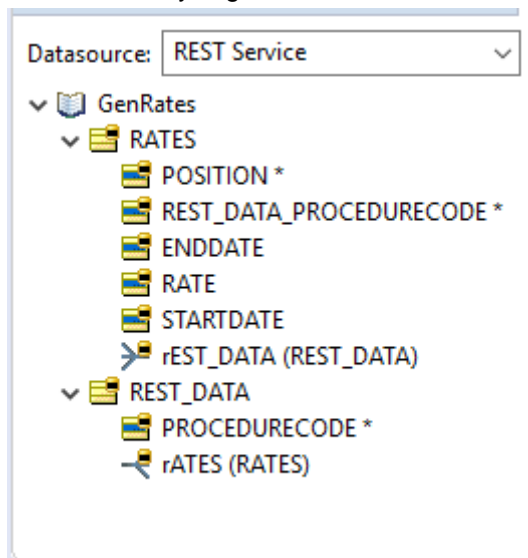 Datasource: REST Service
GenRates
RATES
POSITION *
REST_DATA_PROCEDURECODE *
ENDDATE
RATE
STARTDATE
rEST_DATA (REST_DATA)
REST_DATA
PROCEDURECODE *
rATES (RATES)